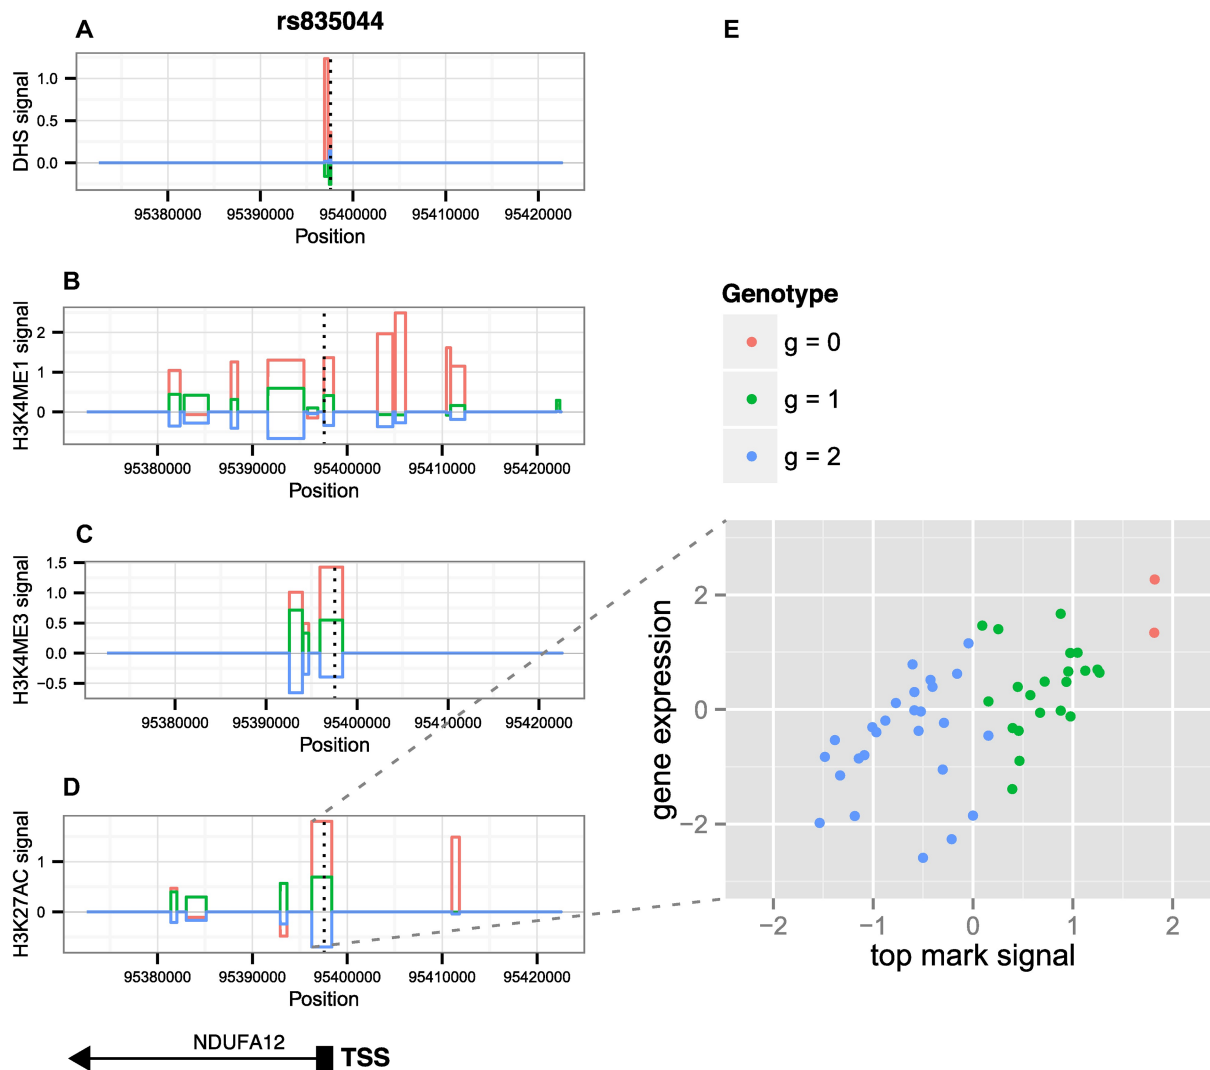 A
rs835044
E
DHS signal
1.0
0.5
0.0
95380000 95390000 95400000 95410000 95420000
Position
B
H3K4ME1 signal
2
1
0
95380000 95390000 95400000 95410000 95420000
Position
Genotype
g = 0
g = 1
g = 2
C
H3K4ME3 signal
1.5
1.0
0.5
0.0
−0.5
95380000 95390000 95400000 95410000 95420000
Position
D
H3K27AC signal
1
0
95380000 95390000 95400000 95410000 95420000
Position
gene expression
2
0
−2
−2 −1 0 1 2
top mark signal
NDUFA12
TSS